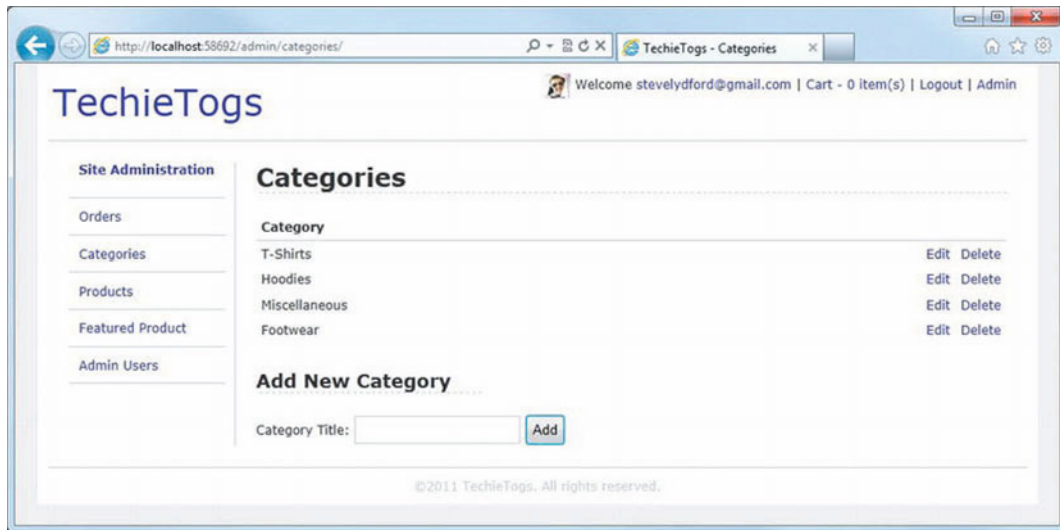 http://localhost:58692/admin/categories/
TechieTogs - Categories
Welcome stevelydford@gmail.com | Cart - 0 item(s) | Logout | Admin
TechieTogs
Site Administration
Orders
Categories
Products
Featured Product
Admin Users
Categories
Category
T-Shirts Edit Delete
Hoodies Edit Delete
Miscellaneous Edit Delete
Footwear Edit Delete
Add New Category
Category Title: Add
©2011 TechieTogs. All rights reserved.